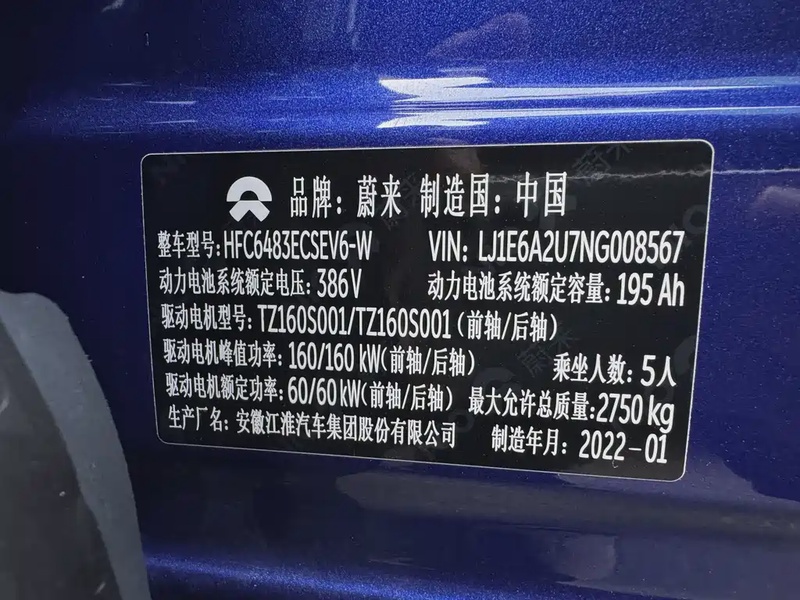 品牌：蔚来 制造国：中国
整车型号：HFC6483ECSEV6-W VIN：LJ1E6A2U7NG008567
动力电池系统额定电压：386V 动力电池系统额定容量：195 Ah
驱动电机型号：TZ160S001/TZ160S001 (前轴/后轴)
驱动电机峰值功率：160/160 kW(前轴/后轴) 乘坐人数：5人
驱动电机额定功率：60/60 kW(前轴/后轴) 最大允许总质量：2750 kg
生产厂名：安徽江淮汽车集团股份有限公司 制造年月：2022-01